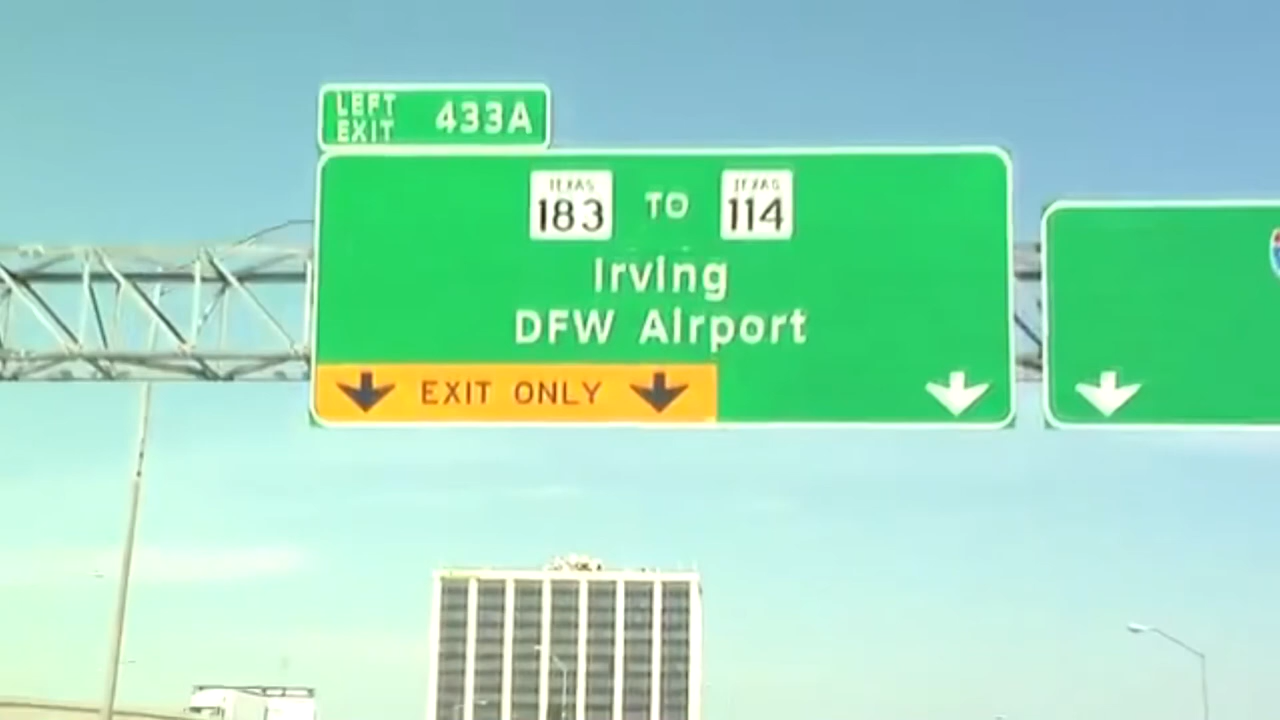 LEFT
EXIT 433A
TEXAS 183 TO TEXAS 114
Irving
DFW Airport
EXIT ONLY